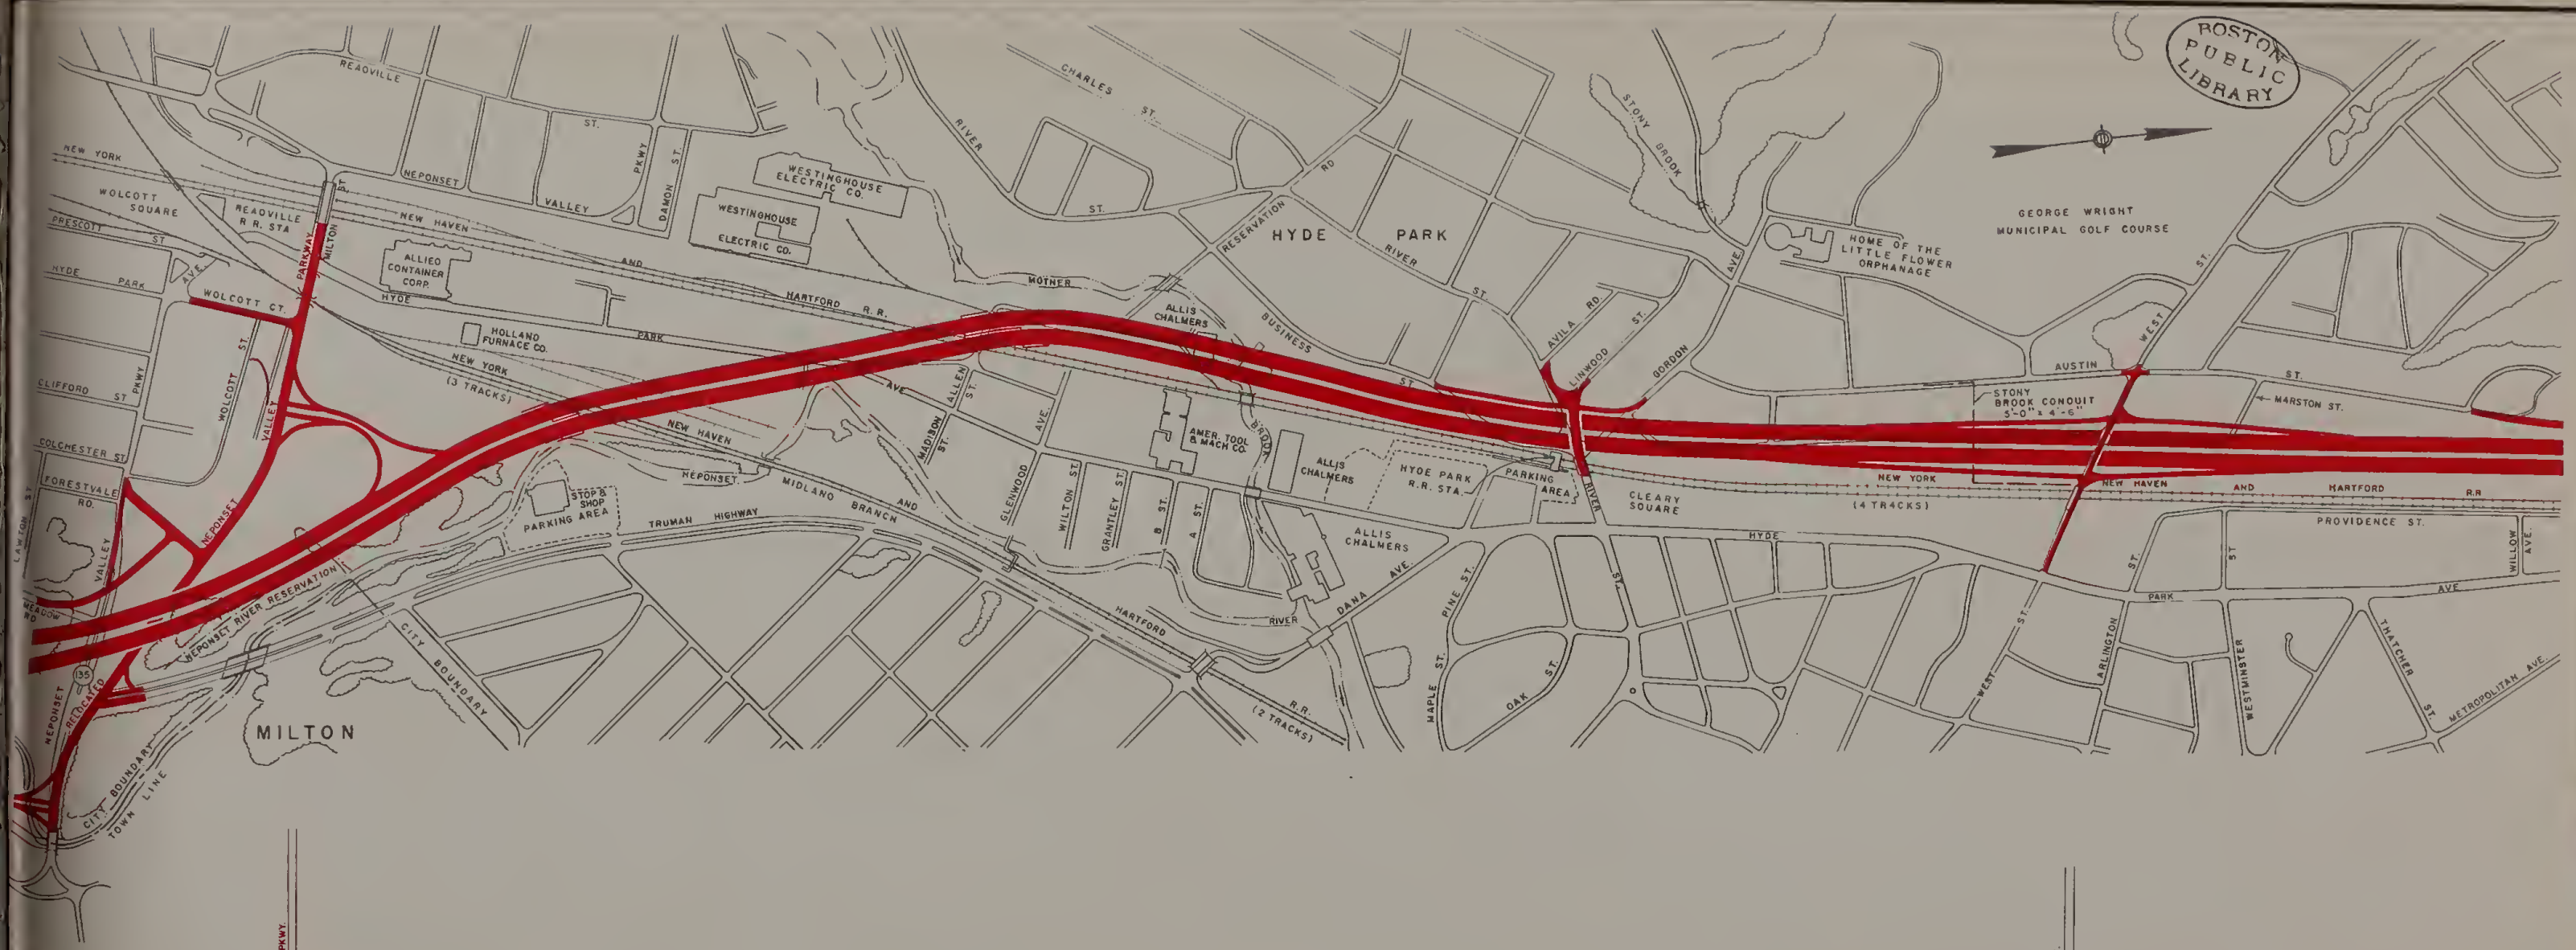 BOSTON
PUBLIC
LIBRARY
READVILLE
ST.
CHARLES
ST.
RIVER
ST.
STONY
BROOK
NEW YORK
NEW HAVEN
AND
HARTFORD
R. R.
WOLCOTT
SQUARE
READVILLE
R R. STA
PRESCOTT
ST
NEPONSET
VALLEY
PKWY
DAMON ST.
WESTINGHOUSE
ELECTRIC CO.
WESTINGHOUSE
ELECTRIC CO.
PARKWAY
MILTON
ST
ALLIED
CONTAINER
CORP.
HYDE
PARK
AVE.
HYDE
PARK
AVE
WOLCOTT CT.
HOLLAND
FURNACE CO.
NEW YORK
(3 TRACKS)
NEW HAVEN
MIDLAND
BRANCH
AND
HARTFORD
R.R.
(2 TRACKS)
CLIFFORD
ST
PKWY
WOLCOTT
ST.
VALLEY
NEPONSET
COLCHESTER ST.
FORESTVALE
RD.
LAWTON ST
VALLEY
MEADOW
RD
NEPONSET RIVER RESERVATION
STOP &
SHOP
PARKING AREA
TRUMAN HIGHWAY
NEPONSET
RIVER
CITY BOUNDARY
135
NEPONSET
RELOCATED
MILTON
CITY BOUNDARY
TOWN LINE
PKWY.
MOTHER
BROOK
RESERVATION
RD
HYDE PARK
RIVER
ST.
BUSINESS
ST
ALLIS
CHALMERS
ALLEN
ST.
MADISON
ST.
GLENWOOD
AVE.
WILTON ST.
GRANTLEY ST.
B ST.
A ST.
AMER. TOOL
& MACH CO.
ALLIS
CHALMERS
HYDE PARK
R.R. STA.
PARKING
AREA
ALLIS
CHALMERS
DANA AVE.
AVILA RD.
LINWOOD
ST.
GORDON
AVE.
RIVER
ST.
CLEARY
SQUARE
HOME OF THE
LITTLE FLOWER
ORPHANAGE
GEORGE WRIGHT
MUNICIPAL GOLF COURSE
WEST
ST.
AUSTIN
ST.
STONY
BROOK CONDUIT
5'-0" x 4'-6"
MARSTON ST.
NEW YORK
(4 TRACKS)
NEW HAVEN
AND
HARTFORD
R.R
PROVIDENCE ST.
HYDE
PARK
AVE
PINE ST.
MAPLE ST.
OAK ST.
WEST
ST.
ARLINGTON
ST.
WESTMINSTER
ST
WILLOW
AVE.
THATCHER
ST.
METROPOLITAN AVE.